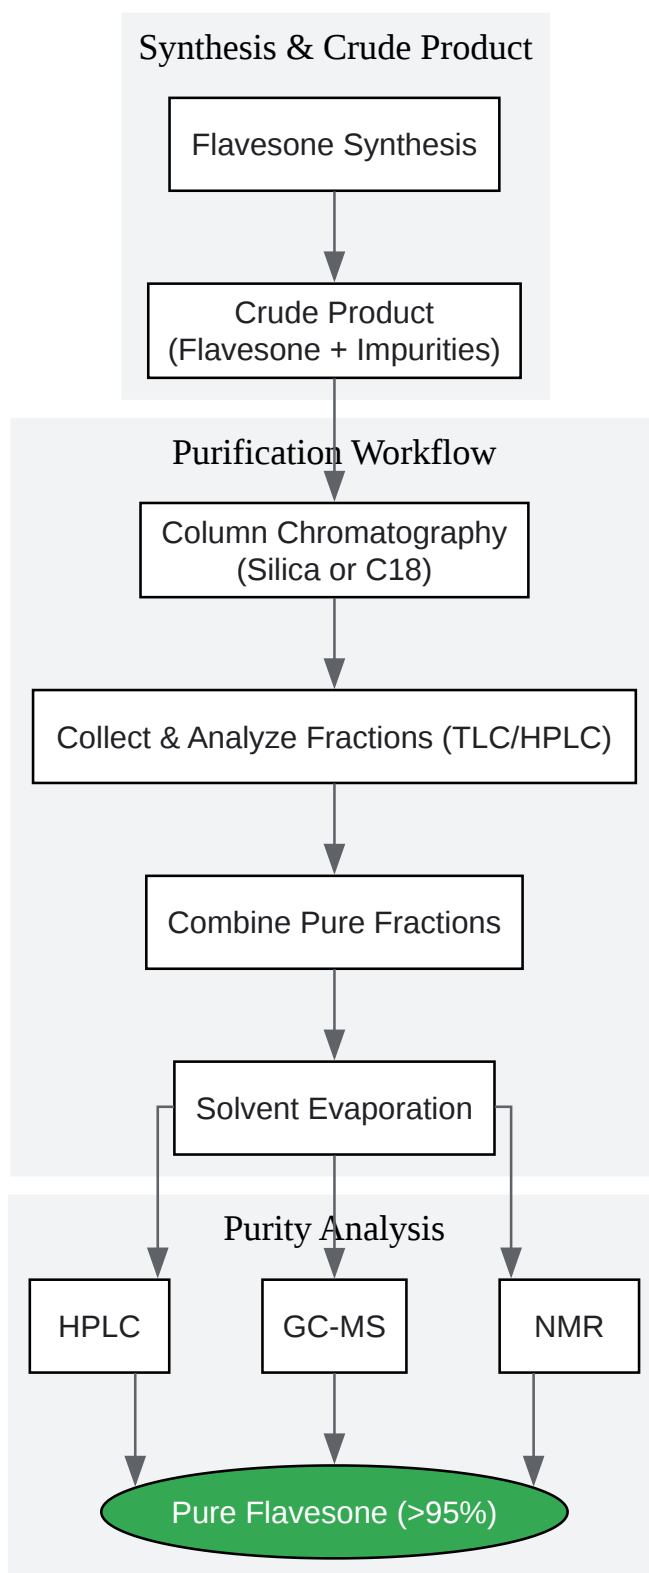 Synthesis & Crude Product
Flavesone Synthesis
Crude Product
(Flavesone + Impurities)
Purification Workflow
Column Chromatography
(Silica or C18)
Collect & Analyze Fractions (TLC/HPLC)
Combine Pure Fractions
Solvent Evaporation
Purity Analysis
HPLC
GC-MS
NMR
Pure Flavesone (>95%)